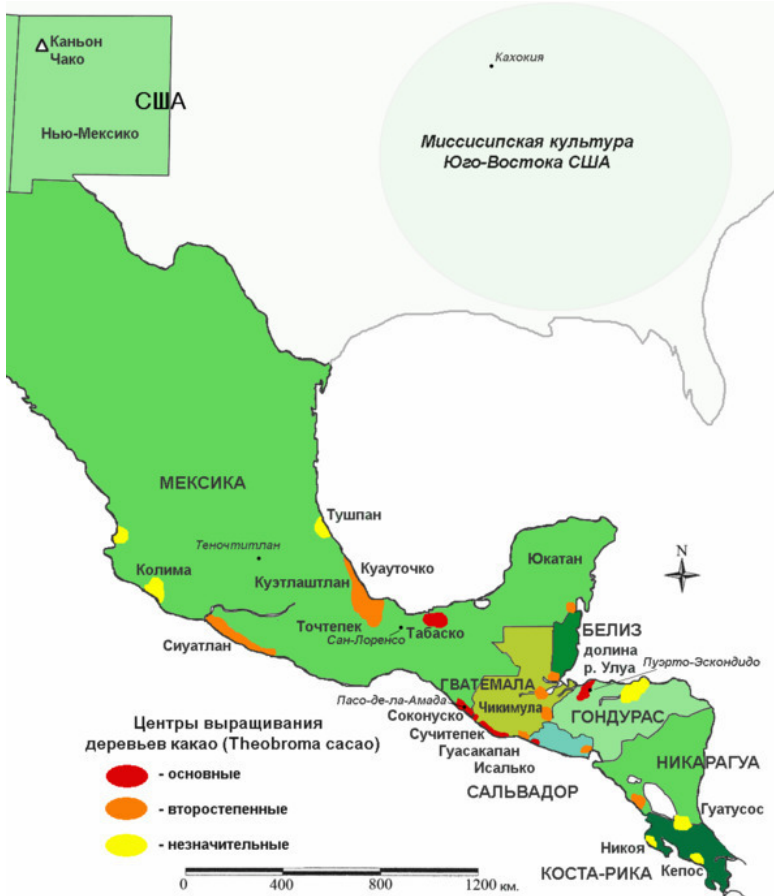 Каньон
Чако
Кахокия
США
Нью-Мексико
Миссисипская культура
Юго-Востока США
МЕКСИКА
Тушпан
Теночтитлан
Колима
Куэтлаштлан
Куауточко
Юкатан
N
Точтепек
Сан-Лоренсо
Табаско
Сиуатлан
БЕЛИЗ
долина
р. Улуа
Пуэрто-Эскондидо
ГВАТЕМАЛА
Пасо-де-ла-Амада
Чикимула
Соконуско
ГОНДУРАС
Сучитепек
Гуасакапан
Исалько
САЛЬВАДОР
НИКАРАГУА
Гуатусос
Никоя
Кепос
КОСТА-РИКА
Центры выращивания
деревьев какао (Theobroma cacao)
- основные
- второстепенные
- незначительные
0 400 800 1200 км.